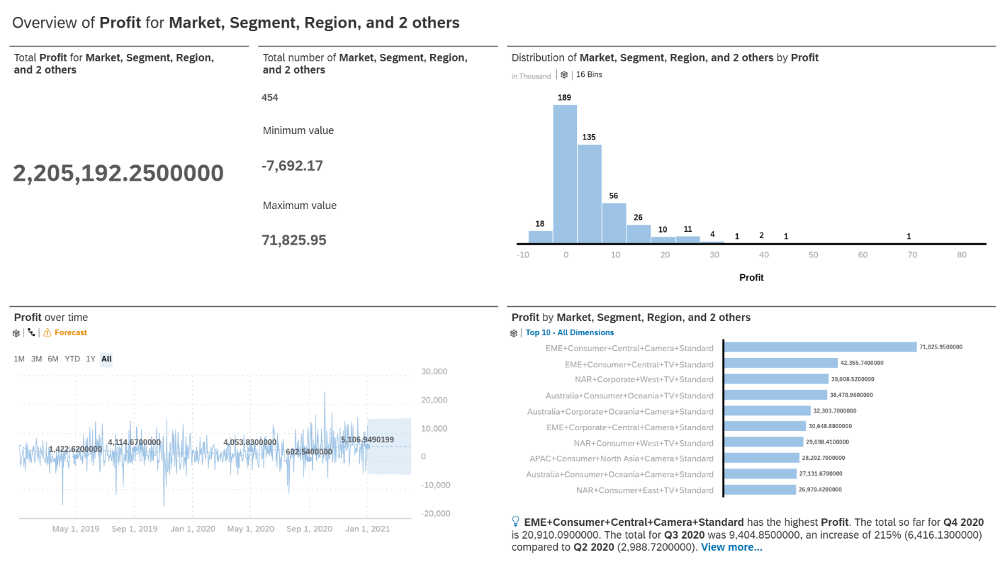 Overview of Profit for Market, Segment, Region, and 2 others
Total Profit for Market, Segment, Region,
and 2 others
2,205,192.2500000
Total number of Market, Segment, Region,
and 2 others
454
Minimum value
-7,692.17
Maximum value
71,825.95
Distribution of Market, Segment, Region, and 2 others by Profit
in Thousand | | 16 Bins
189
135
56
26
18
10
11
4
1
2
1
1
-10 0 10 20 30 40 50 60 70 80
Profit
Profit over time
| | Forecast
1M 3M 6M YTD 1Y All
30,000
20,000
10,000
0
-10,000
-20,000
1,422.6200000
4,114.6700000
4,053.8300000
602.5400000
5,106.9490199
May 1, 2019 Sep 1, 2019 Jan 1, 2020 May 1, 2020 Sep 1, 2020 Jan 1, 2021
Profit by Market, Segment, Region, and 2 others
| Top 10 - All Dimensions
EME+Consumer+Central+Camera+Standard 71,825.9500000
EME+Consumer+Central+TV+Standard 42,355.7400000
NAR+Corporate+West+TV+Standard 39,008.5200000
Australia+Consumer+Oceania+TV+Standard 38,478.9600000
Australia+Corporate+Oceania+Camera+Standard 32,303.7000000
EME+Corporate+Central+Camera+Standard 30,648.8800000
NAR+Consumer+West+TV+Standard 29,698.4100000
APAC+Consumer+North Asia+Camera+Standard 28,202.7000000
Australia+Consumer+Oceania+Camera+Standard 27,131.6700000
NAR+Consumer+East+TV+Standard 26,970.4200000
EME+Consumer+Central+Camera+Standard has the highest Profit. The total so far for Q4 2020
is 20,910.0900000. The total for Q3 2020 was 9,404.8500000, an increase of 215% (6,416.1300000)
compared to Q2 2020 (2,988.7200000). View more...